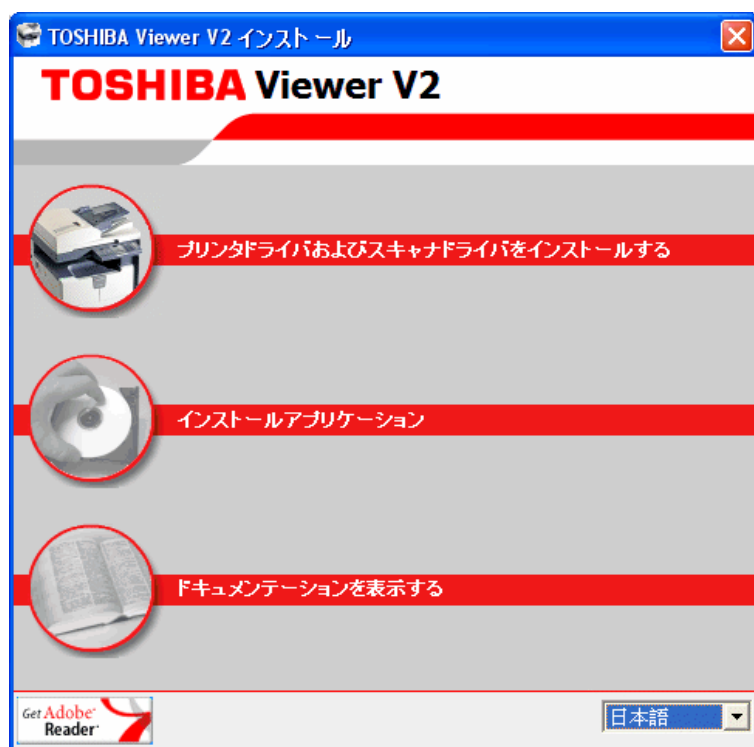 TOSHIBA Viewer V2 インストール
TOSHIBA Viewer V2
プリンタドライバおよびスキャナドライバをインストールする
インストールアプリケーション
ドキュメンテーションを表示する
Get Adobe Reader
日本語